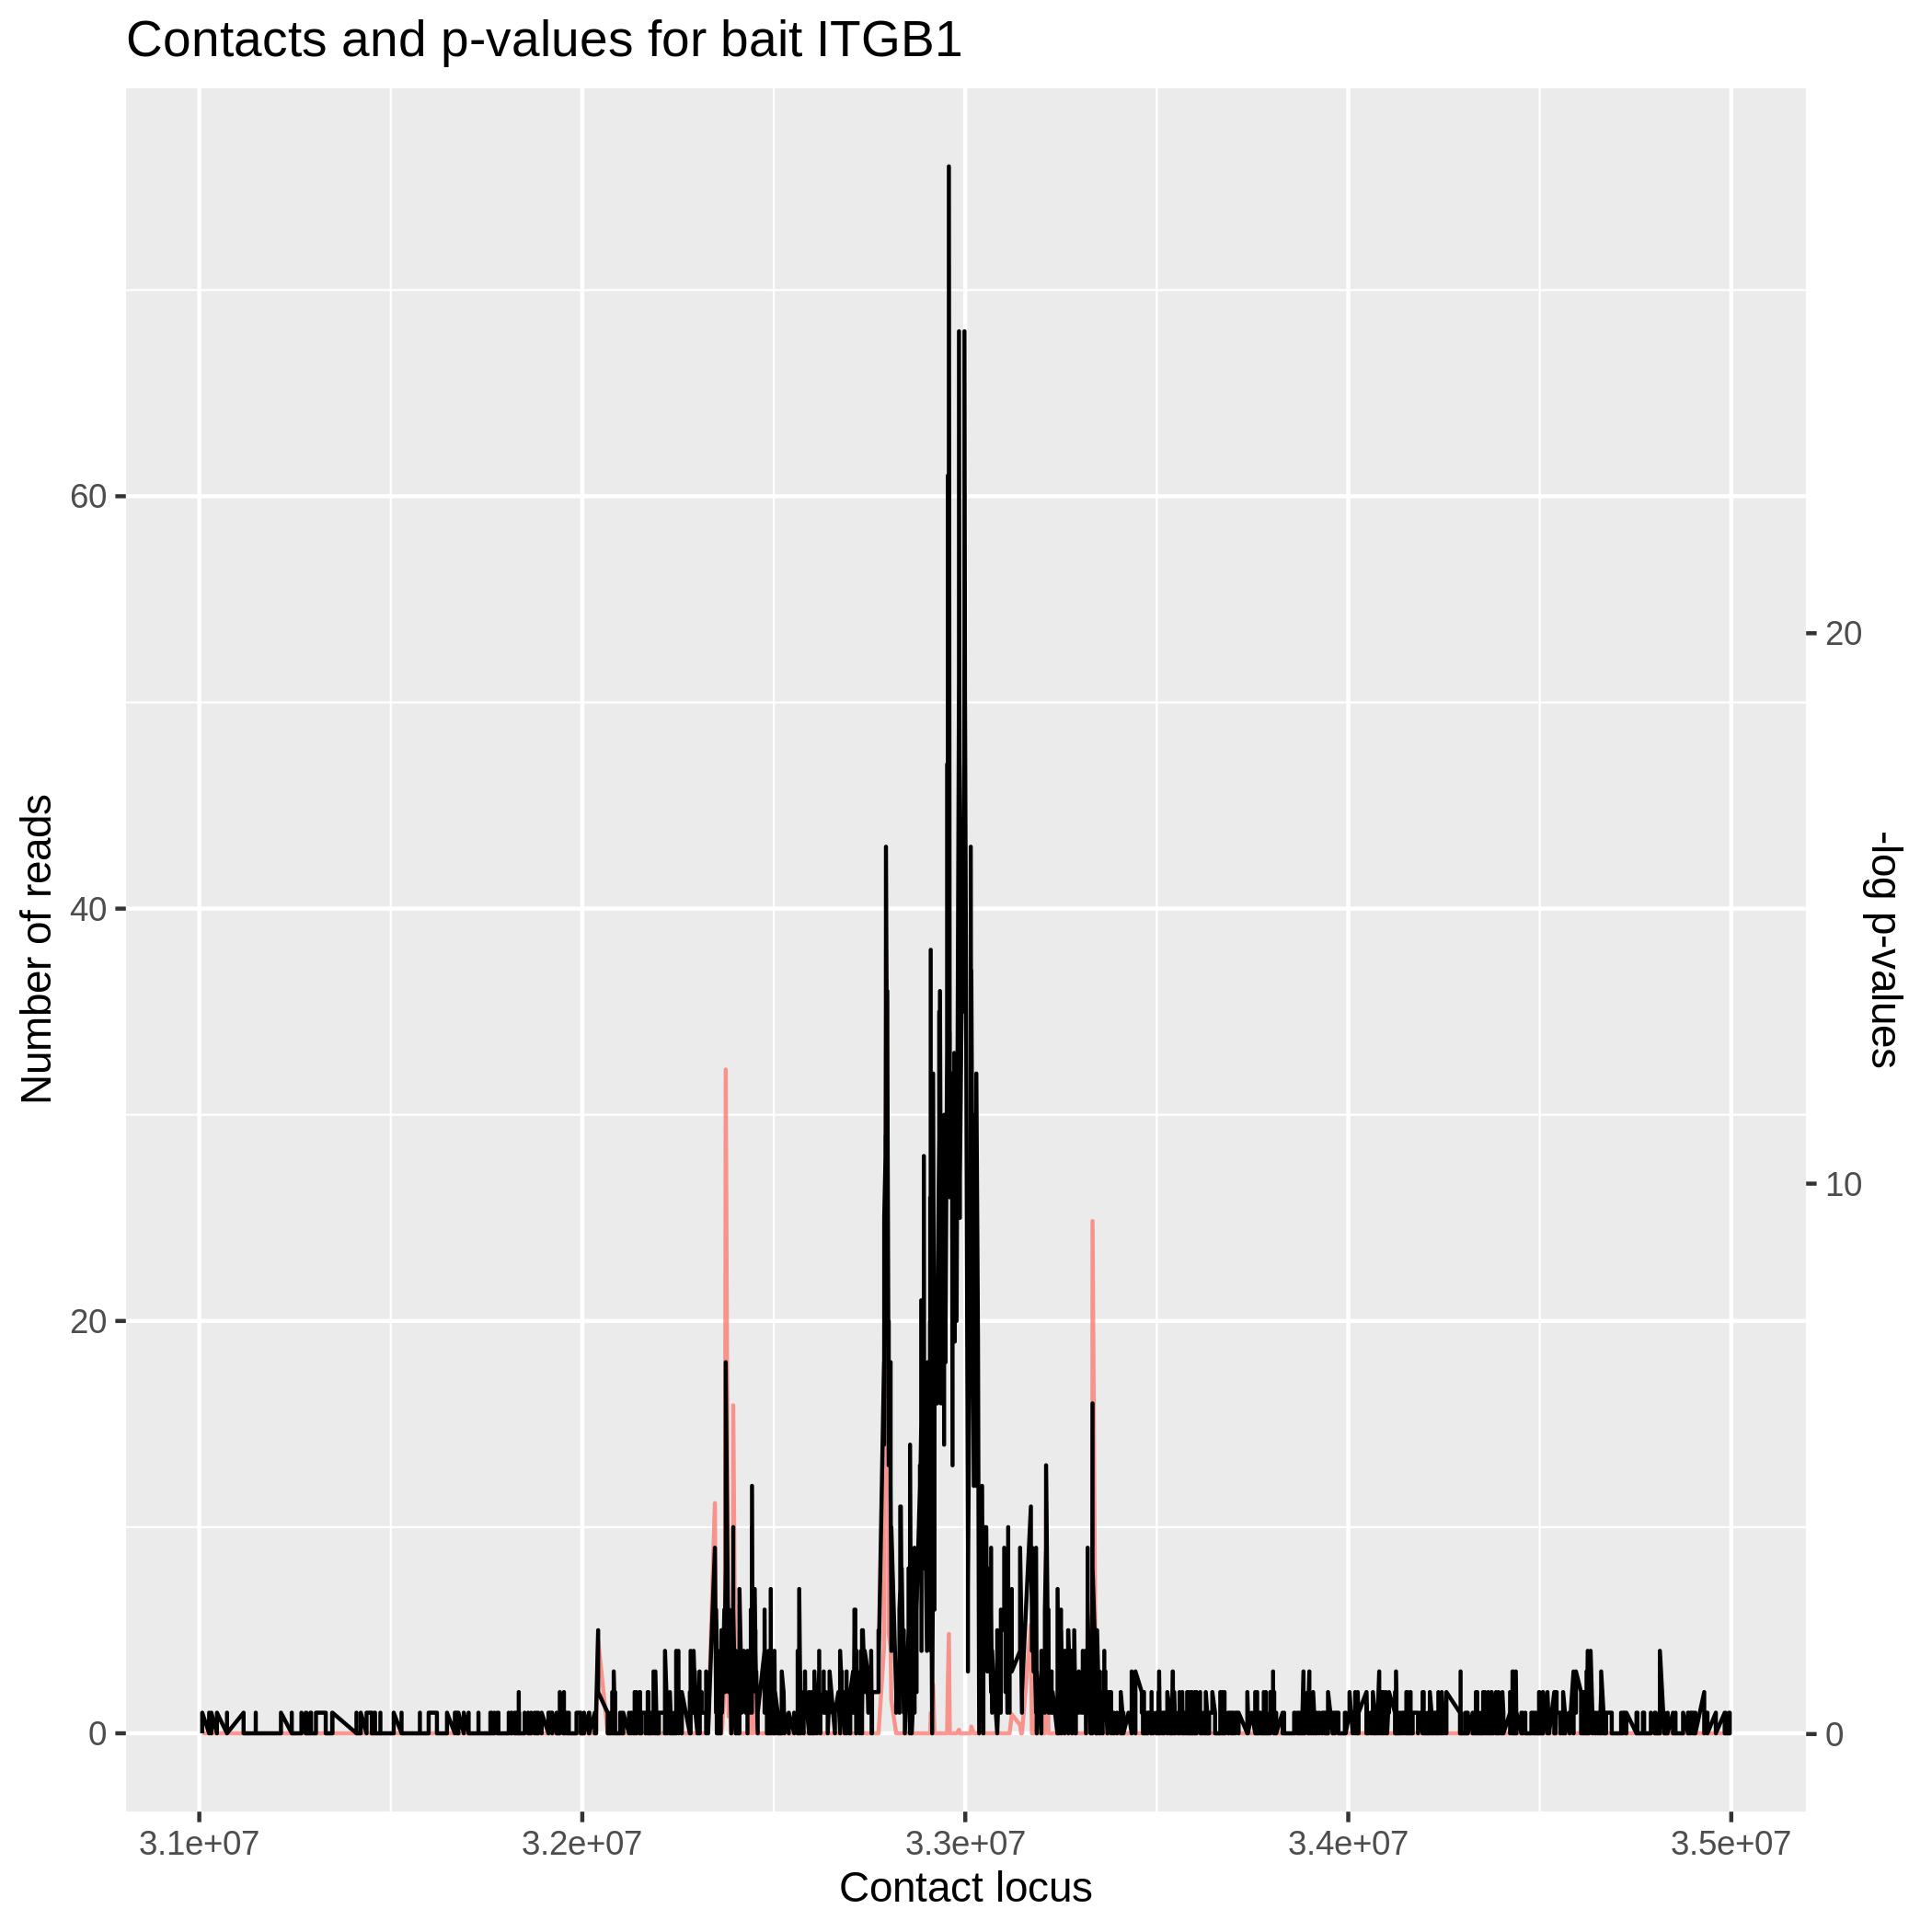 Contacts and p-values for bait ITGB1
60
40
20
0
Number of reads
20
10
0
-log p-values
3.1e+07
3.2e+07
3.3e+07
3.4e+07
3.5e+07
Contact locus